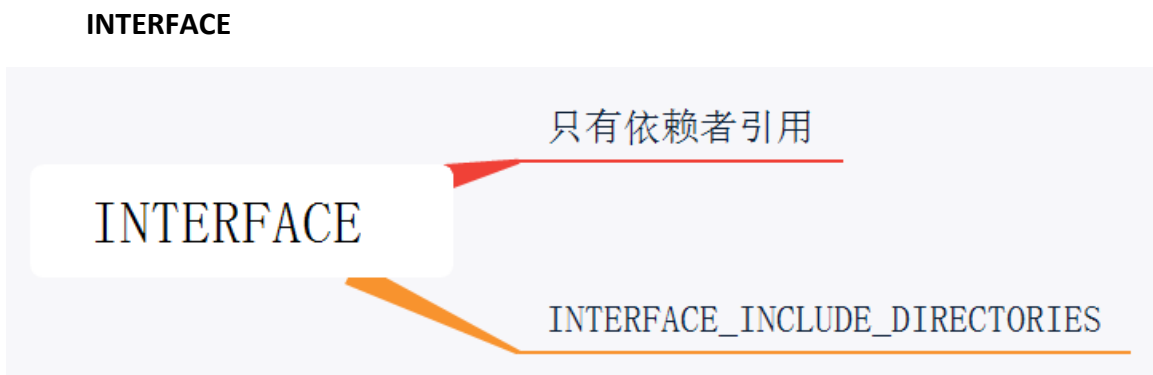 INTERFACE
只有依赖者引用
INTERFACE
INTERFACE_INCLUDE_DIRECTORIES